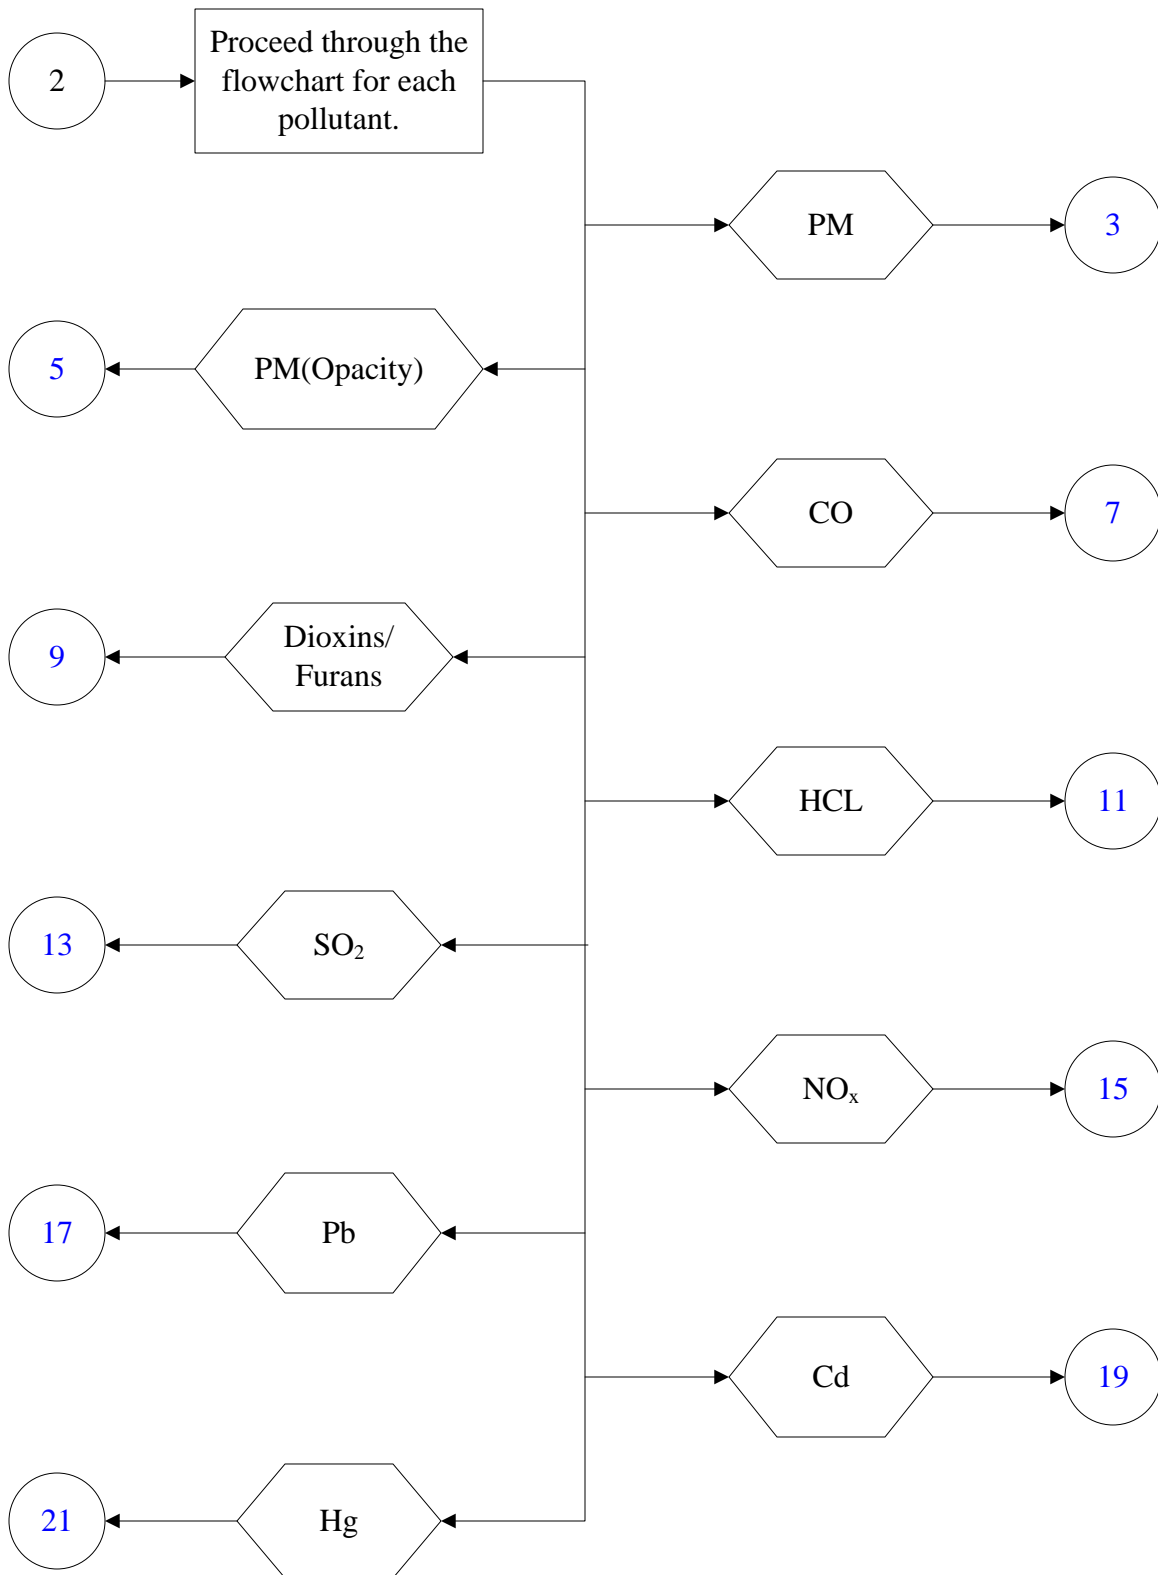 2
Proceed through the
flowchart for each
pollutant.
PM
3
5
PM(Opacity)
CO
7
9
Dioxins/
Furans
HCL
11
13
SO₂
NOₓ
15
17
Pb
Cd
19
21
Hg